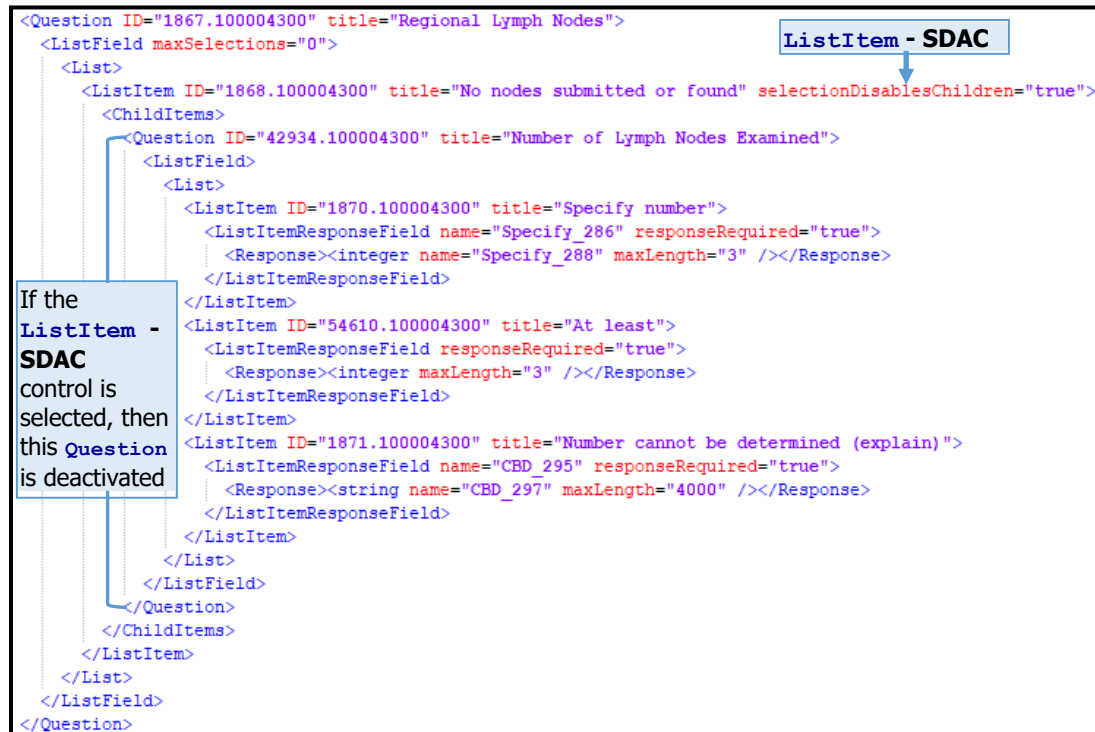 <Question ID="1867.100004300" title="Regional Lymph Nodes">
<ListField maxSelections="0">
ListItem - SDAC
<List>
<ListItem ID="1868.100004300" title="No nodes submitted or found" selectionDisablesChildren="true">
<ChildItems>
<Question ID="42934.100004300" title="Number of Lymph Nodes Examined">
<ListField>
<List>
<ListItem ID="1870.100004300" title="Specify number">
<ListItemResponseField name="Specify_286" responseRequired="true">
<Response><integer name="Specify_288" maxLength="3" /></Response>
</ListItemResponseField>
</ListItem>
<ListItem ID="54610.100004300" title="At least">
<ListItemResponseField responseRequired="true">
<Response><integer maxLength="3" /></Response>
</ListItemResponseField>
</ListItem>
<ListItem ID="1871.100004300" title="Number cannot be determined (explain)">
<ListItemResponseField name="CBD_295" responseRequired="true">
<Response><string name="CBD_297" maxLength="4000" /></Response>
</ListItemResponseField>
</ListItem>
</List>
</ListField>
</Question>
</ChildItems>
</ListItem>
</List>
</ListField>
</Question>
If the
ListItem -
SDAC
control is
selected, then
this Question
is deactivated